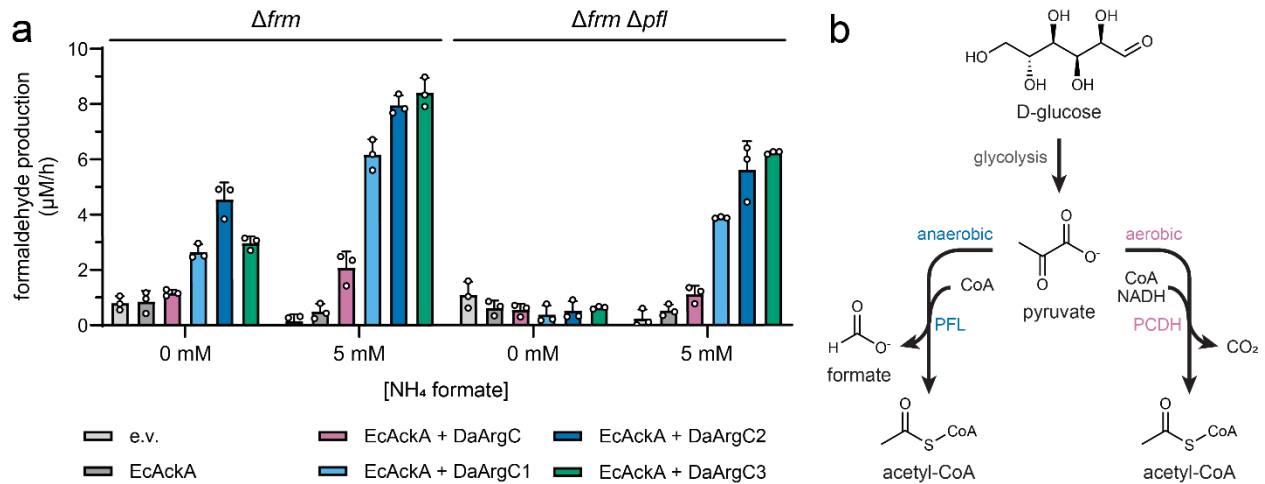 a
Δfrm
Δfrm Δpfl
formaldehyde production
(µM/h)
10
8
6
4
2
0
0 mM
5 mM
0 mM
5 mM
[NH₄ formate]
e.v.
EcAckA
EcAckA + DaArgC
EcAckA + DaArgC1
EcAckA + DaArgC2
EcAckA + DaArgC3
b
OH
OH
HO
O
OH
OH
D-glucose
glycolysis
anaerobic
aerobic
O
O-
O
pyruvate
CoA
PFL
CoA
NADH
PCDH
O
H
O-
formate
CO₂
O
S
CoA
acetyl-CoA
O
S
CoA
acetyl-CoA